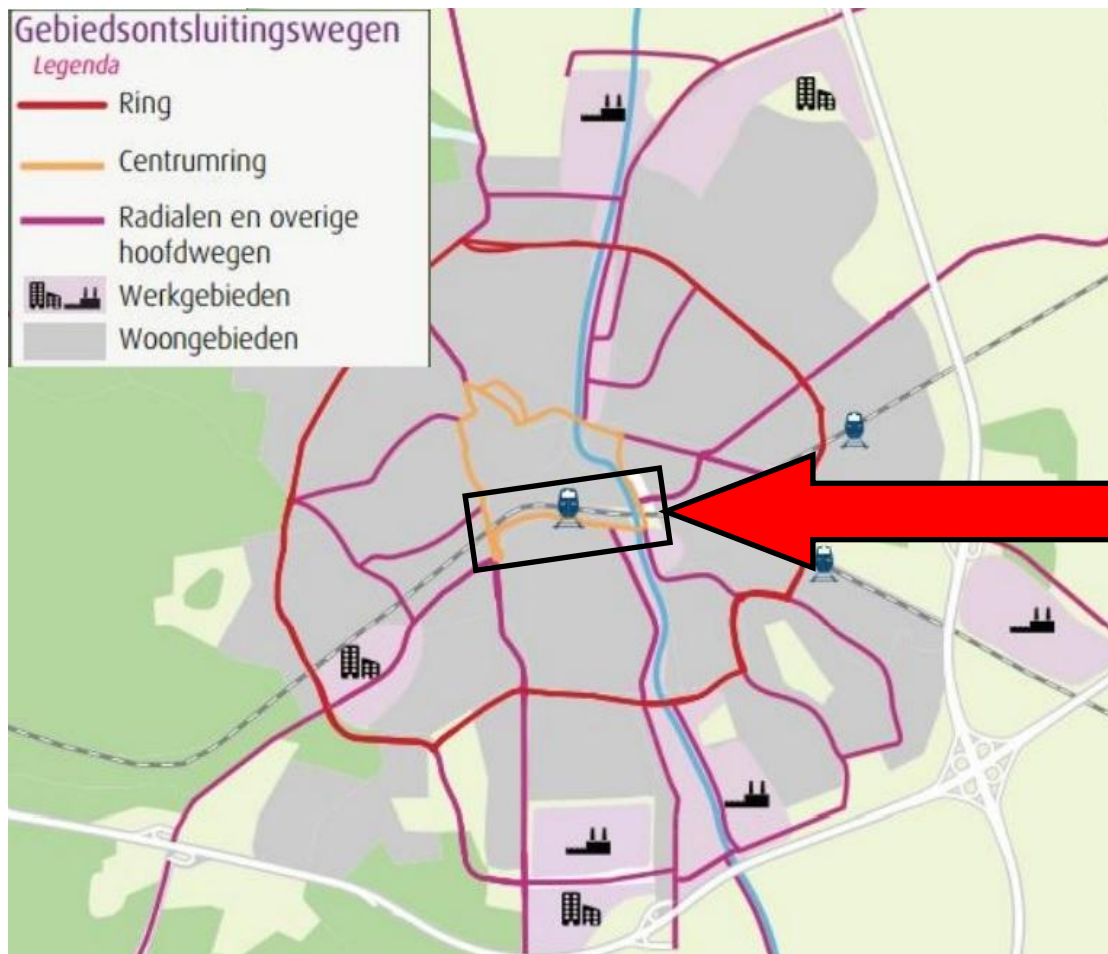 Gebiedsontsluitingswegen
Legenda
Ring
Centrumring
Radialen en overige
hoofdwegen
Werkgebieden
Woongebieden